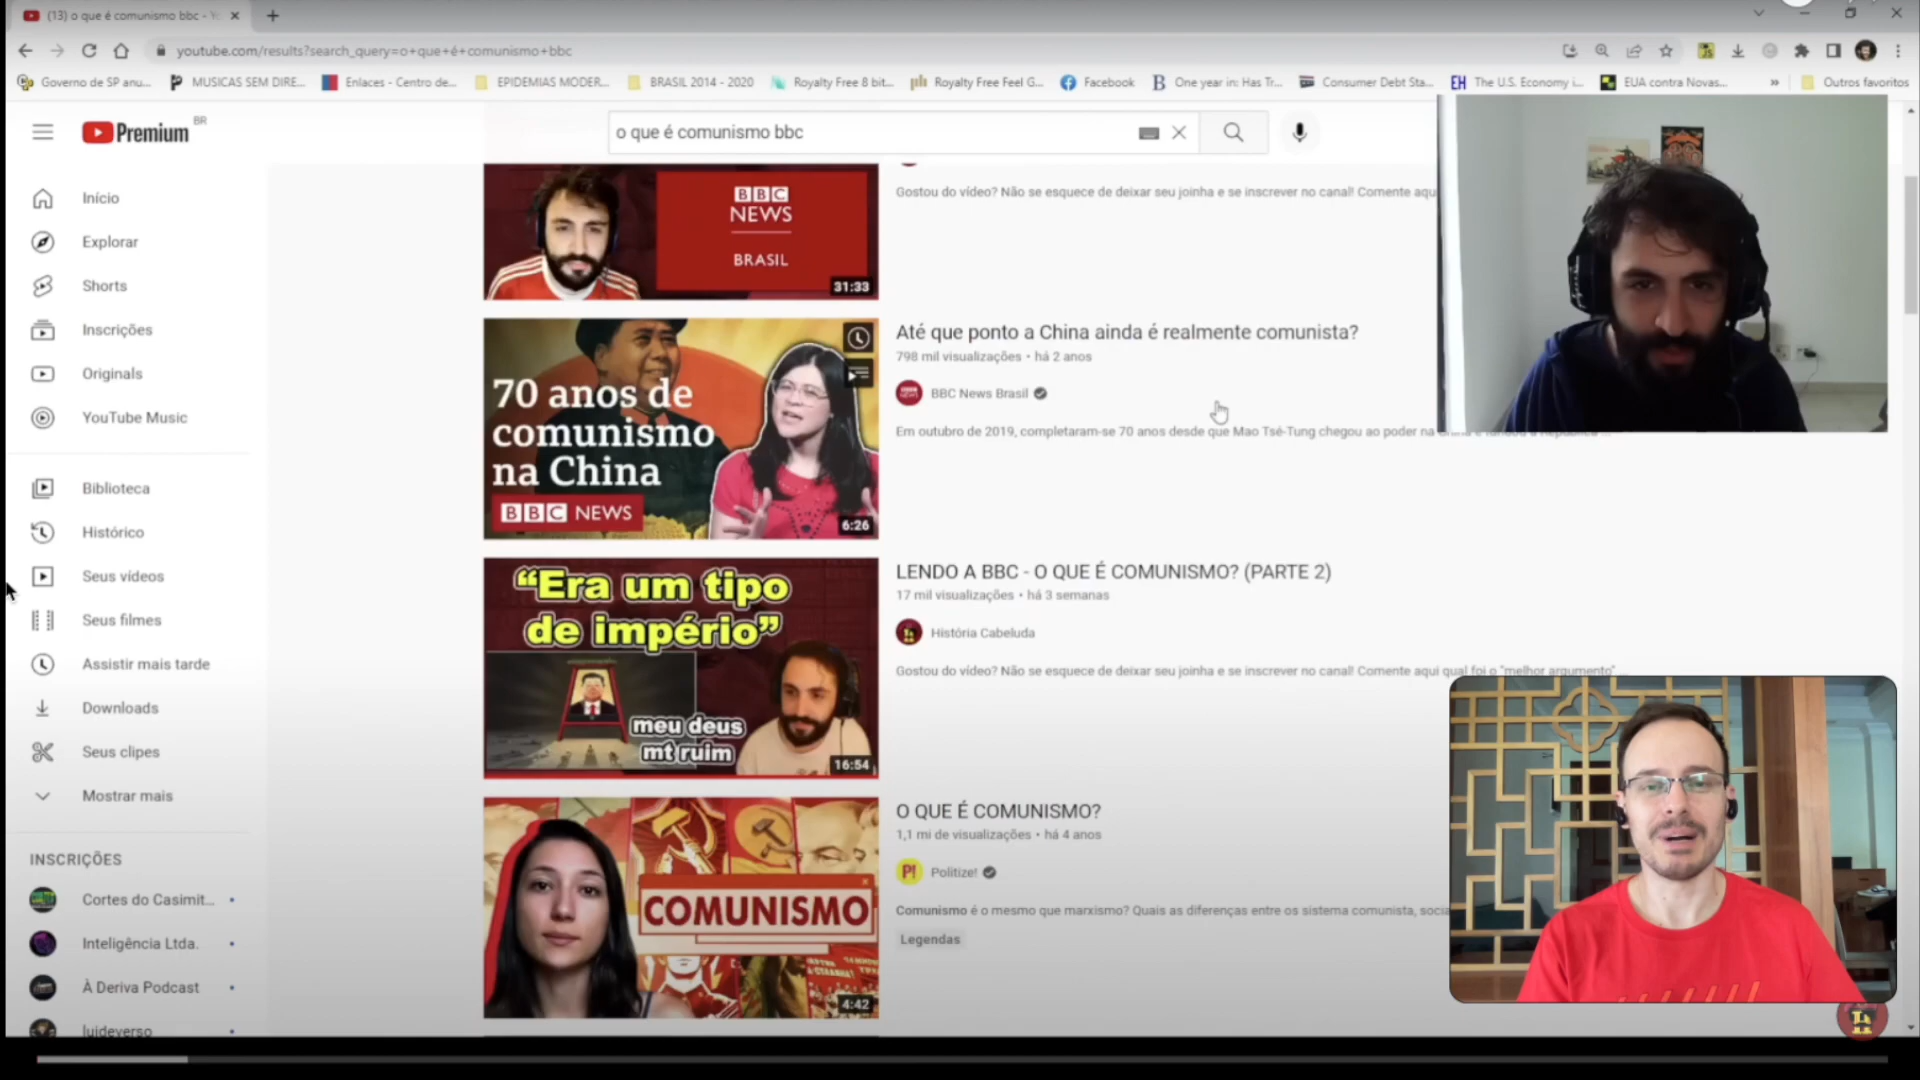 (13) o que é comunismo bbc - Yo
youtube.com/results?search_query=o+que+é+comunismo+bbc
Governo de SP anu...
MUSICAS SEM DIRE...
Enlaces - Centro de...
EPIDEMIAS MODER...
BRASIL 2014 - 2020
Royalty Free 8 bit...
Royalty Free Feel G...
Facebook
One year in: Has Tr...
Consumer Debt Sta...
The U.S. Economy i...
EUA contra Novas...
»
Outros favoritos
Premium
BR
o que é comunismo bbc
Início
Explorar
Shorts
Inscrições
Originals
YouTube Music
Biblioteca
Histórico
Seus vídeos
Seus filmes
Assistir mais tarde
Downloads
Seus clipes
Mostrar mais
INSCRIÇÕES
Cortes do Casimit...
Inteligência Ltda.
À Deriva Podcast
luideverso
BBC
NEWS
BRASIL
31:33
Gostou do vídeo? Não se esquece de deixar seu joinha e se inscrever no canal! Comente aqu
70 anos de
comunismo
na China
BBC NEWS
6:26
Até que ponto a China ainda é realmente comunista?
798 mil visualizações • há 2 anos
BBC News Brasil
Em outubro de 2019, completaram-se 70 anos desde que Mao Tsé-Tung chegou ao poder na China e fundou a República ...
“Era um tipo
de império”
meu deus
mt ruim
16:54
LENDO A BBC - O QUE É COMUNISMO? (PARTE 2)
17 mil visualizações • há 3 semanas
História Cabeluda
Gostou do vídeo? Não se esquece de deixar seu joinha e se inscrever no canal! Comente aqui qual foi o "melhor argumento" ...
COMUNISMO
4:42
O QUE É COMUNISMO?
1,1 mi de visualizações • há 4 anos
P!
Politize!
Comunismo é o mesmo que marxismo? Quais as diferenças entre os sistema comunista, socia
Legendas